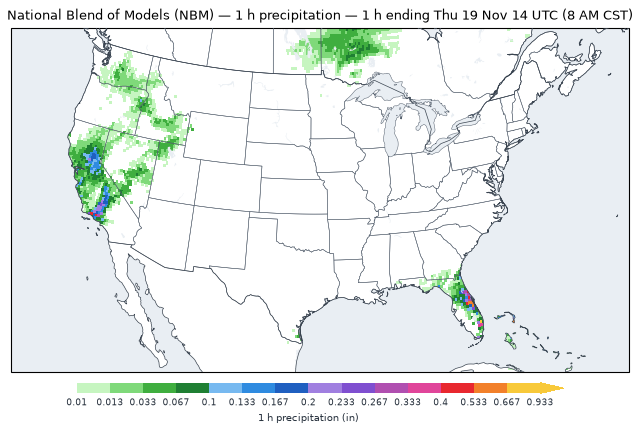 National Blend of Models (NBM) — 1 h precipitation — 1 h ending Thu 19 Nov 14 UTC (8 AM CST)
0.01 0.013 0.033 0.067 0.1 0.133 0.167 0.2 0.233 0.267 0.333 0.4 0.533 0.667 0.933
1 h precipitation (in)